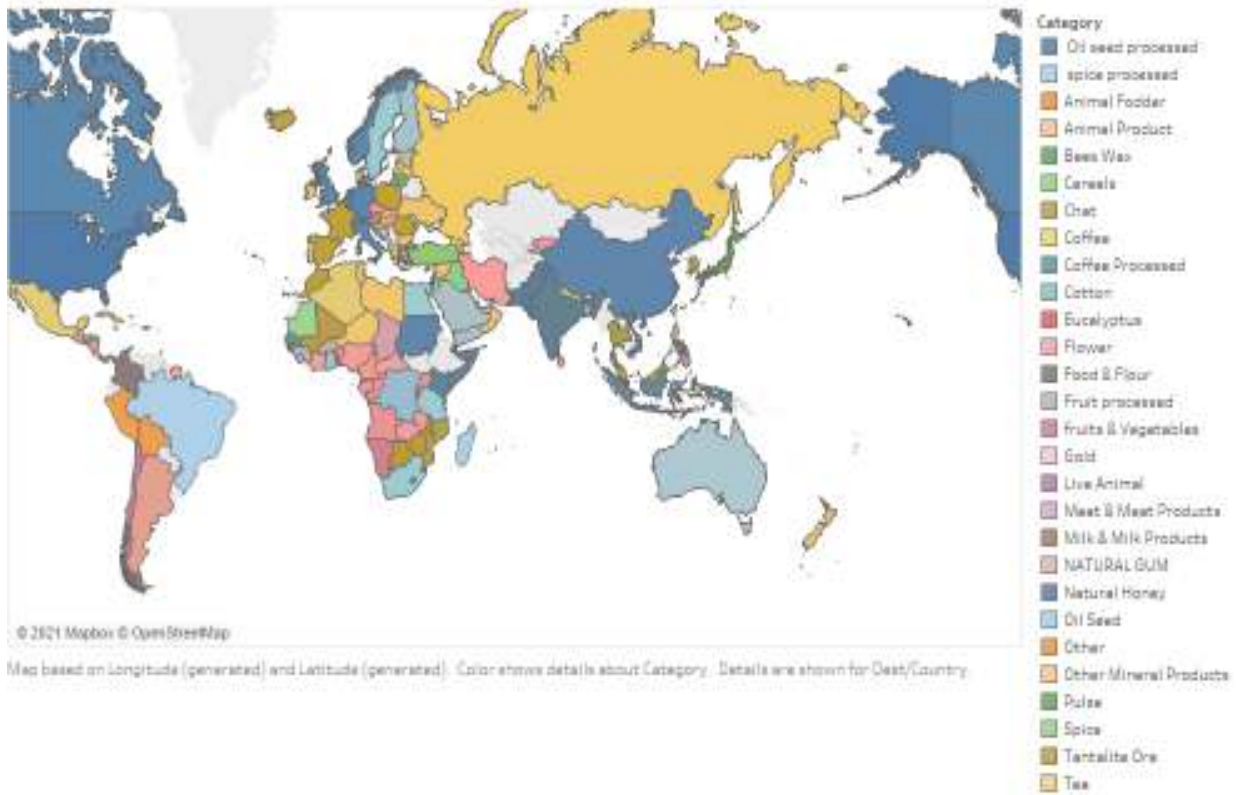 Category
Oil seed processed
spice processed
Animal Fodder
Animal Product
Bees Wax
Cereals
Chat
Coffee
Coffee Processed
Cotton
Eucalyptus
Flower
Food & Flour
Fruit processed
fruits & Vegetables
Gold
Live Animal
Meat & Meat Products
Milk & Milk Products
NATURAL GUM
Natural Honey
Oil Seed
Other
Other Mineral Products
Pulse
Spice
Tantalite Ore
Tea
© 2021 Mapbox © OpenStreetMap
Map based on Longitude (generated) and Latitude (generated). Color shows details about Category. Details are shown for Dest/Country.